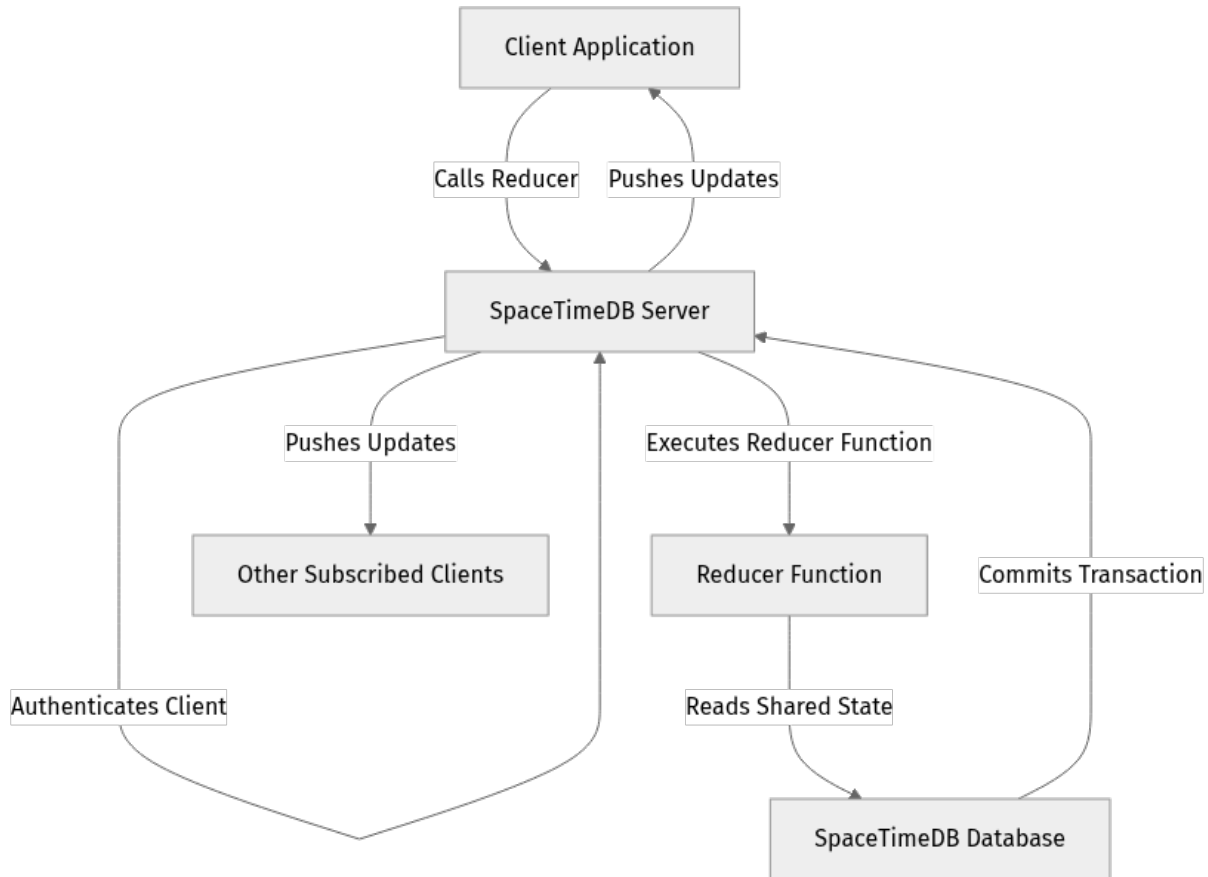 Client Application
Calls Reducer
Pushes Updates
SpaceTimeDB Server
Pushes Updates
Executes Reducer Function
Other Subscribed Clients
Reducer Function
Commits Transaction
Authenticates Client
Reads Shared State
SpaceTimeDB Database